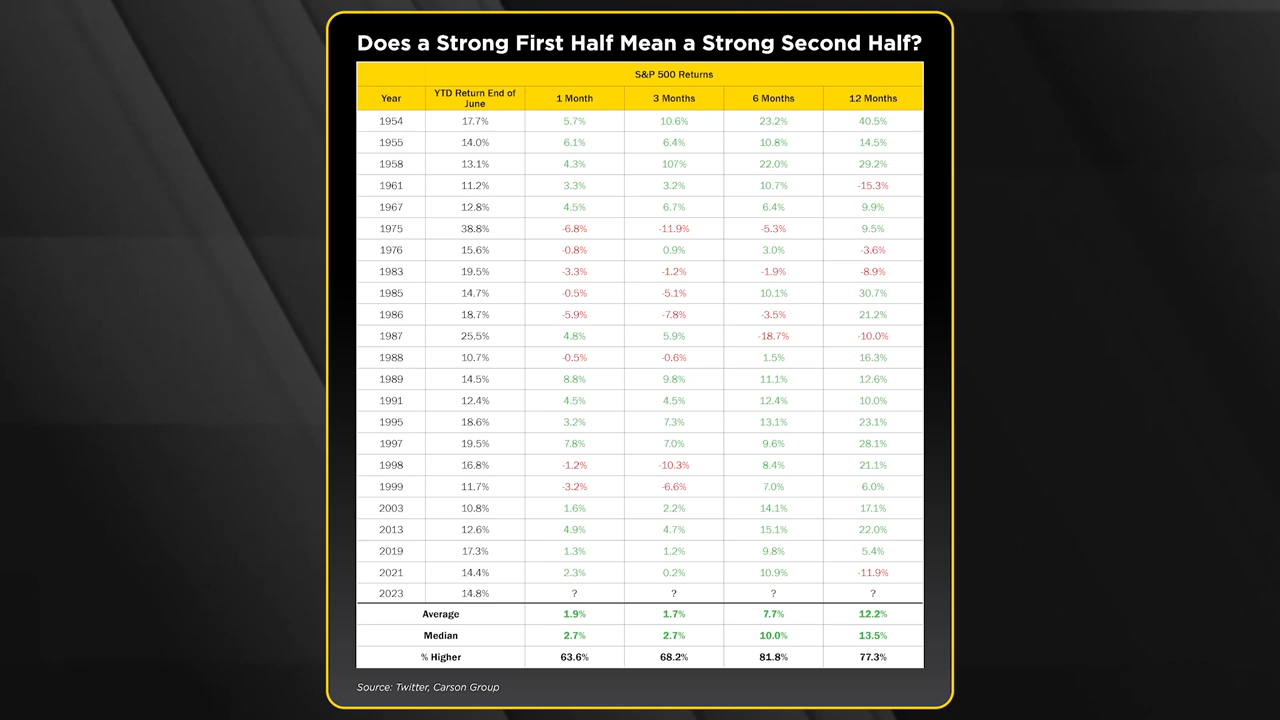 Does a Strong First Half Mean a Strong Second Half?
S&P 500 Returns
Year YTD Return End of June 1 Month 3 Months 6 Months 12 Months
1954 17.7% 5.7% 10.6% 23.2% 40.5%
1955 14.0% 6.1% 6.4% 10.8% 14.5%
1958 13.1% 4.3% 107% 22.0% 29.2%
1961 11.2% 3.3% 3.2% 10.7% -15.3%
1967 12.8% 4.5% 6.7% 6.4% 9.9%
1975 38.8% -6.8% -11.9% -5.3% 9.5%
1976 15.6% -0.8% 0.9% 3.0% -3.6%
1983 19.5% -3.3% -1.2% -1.9% -8.9%
1985 14.7% -0.5% -5.1% 10.1% 30.7%
1986 18.7% -5.9% -7.8% -3.5% 21.2%
1987 25.5% 4.8% 5.9% -18.7% -10.0%
1988 10.7% -0.5% -0.6% 1.5% 16.3%
1989 14.5% 8.8% 9.8% 11.1% 12.6%
1991 12.4% 4.5% 4.5% 12.4% 10.0%
1995 18.6% 3.2% 7.3% 13.1% 23.1%
1997 19.5% 7.8% 7.0% 9.6% 28.1%
1998 16.8% -1.2% -10.3% 8.4% 21.1%
1999 11.7% -3.2% -6.6% 7.0% 6.0%
2003 10.8% 1.6% 2.2% 14.1% 17.1%
2013 12.6% 4.9% 4.7% 15.1% 22.0%
2019 17.3% 1.3% 1.2% 9.8% 5.4%
2021 14.4% 2.3% 0.2% 10.9% -11.9%
2023 14.8% ? ? ? ?
Average 1.9% 1.7% 7.7% 12.2%
Median 2.7% 2.7% 10.0% 13.5%
% Higher 63.6% 68.2% 81.8% 77.3%
Source: Twitter, Carson Group